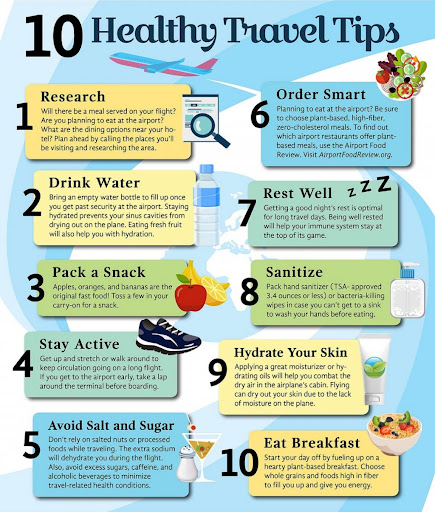 10 Healthy Travel Tips
1
Research
Will there be a meal served on your flight?
Are you planning to eat at the airport?
What are the dining options near your ho-
tel? Plan ahead by calling the places you'll
be visiting and researching the area.
2
Drink Water
Bring an empty water bottle to fill up once
you get past security at the airport. Staying
hydrated prevents your sinus cavities from
drying out on the plane. Eating fresh fruit
will also help you with hydration.
3
Pack a Snack
Apples, oranges, and bananas are the
original fast food! Toss a few in your
carry-on for a snack.
4
Stay Active
Get up and stretch or walk around to
keep circulation going on a long flight.
If you get to the airport early, take a lap
around the terminal before boarding.
5
Avoid Salt and Sugar
Don't rely on salted nuts or processed
foods while traveling. The extra sodium
will dehydrate you during the flight.
Also, avoid excess sugars, caffeine, and
alcoholic beverages to minimize
travel-related health conditions.
6
Order Smart
Planning to eat at the airport? Be sure
to choose plant-based, high-fiber,
zero-cholesterol meals. To find out
which airport restaurants offer plant-
based meals, use the Airport Food
Review. Visit AirportFoodReview.org.
7
Rest Well
z z z
Getting a good night's rest is optimal
for long travel days. Being well rested
will help your immune system stay at
the top of its game.
8
Sanitize
Pack hand sanitizer (TSA- approved
3.4 ounces or less) or bacteria-killing
wipes in case you can't get to a sink
to wash your hands before eating.
9
Hydrate Your Skin
Applying a great moisturizer or hy-
drating oils will help you combat the
dry air in the airplane's cabin. Flying
can dry out your skin due to the
lack of moisture on the plane.
10
Eat Breakfast
Start your day off by fueling up on a
hearty plant-based breakfast. Choose
whole grains and foods high in fiber
to fill you up and give you energy.